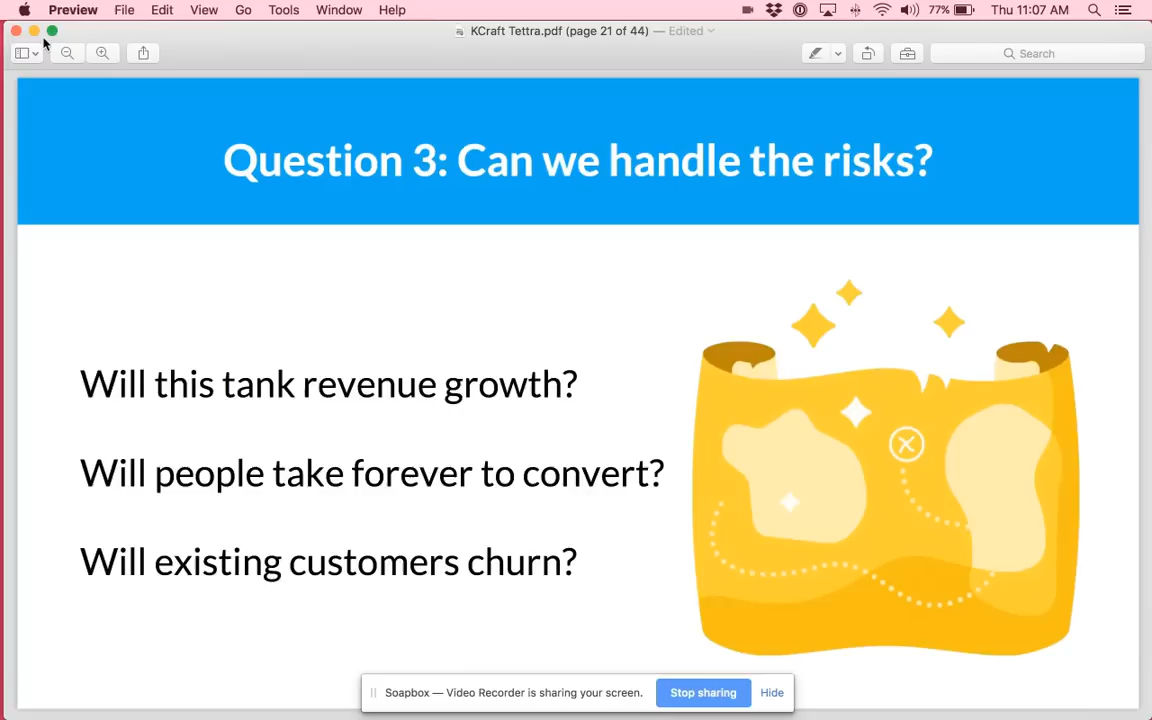 Preview File Edit View Go Tools Window Help 77% Thu 11:07 AM
KCraft Tettra.pdf (page 21 of 44) — Edited
Search
Question 3: Can we handle the risks?
Will this tank revenue growth?
Will people take forever to convert?
Will existing customers churn?
Soapbox — Video Recorder is sharing your screen. Stop sharing Hide